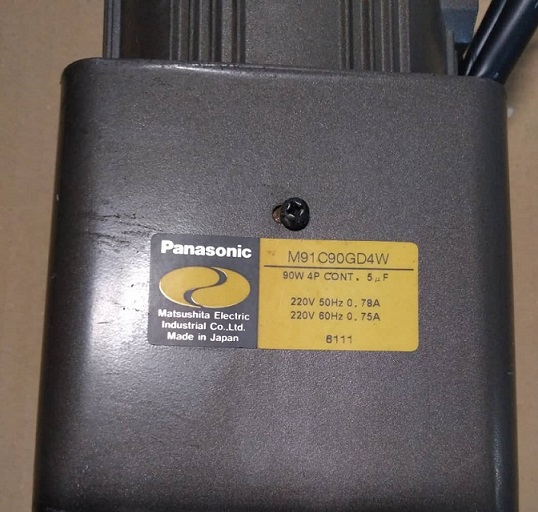 Panasonic
Matsushita Electric
Industrial Co.,Ltd.
Made in Japan
M91C90GD4W
90W 4P CONT. 5μF
220V 50Hz 0.78A
220V 60Hz 0.75A
6111